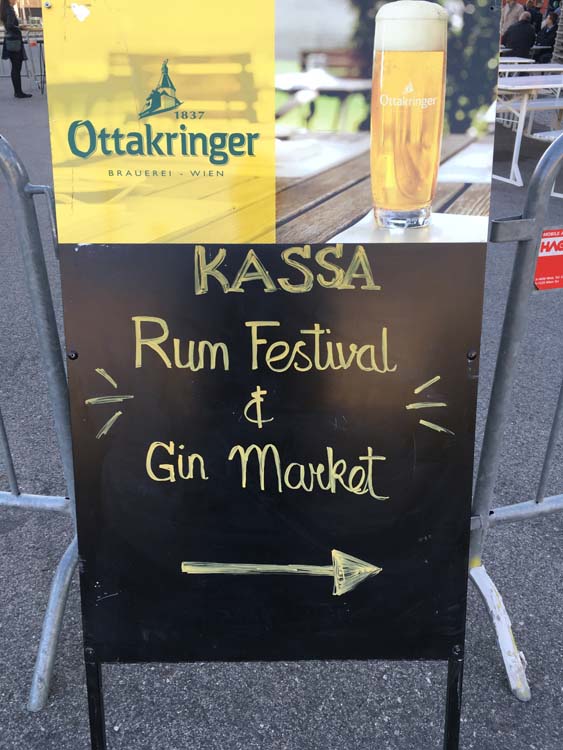 1837
Ottakringer
BRAUEREI - WIEN
Ottakringer
KASSA
Rum Festival
&
Gin Market